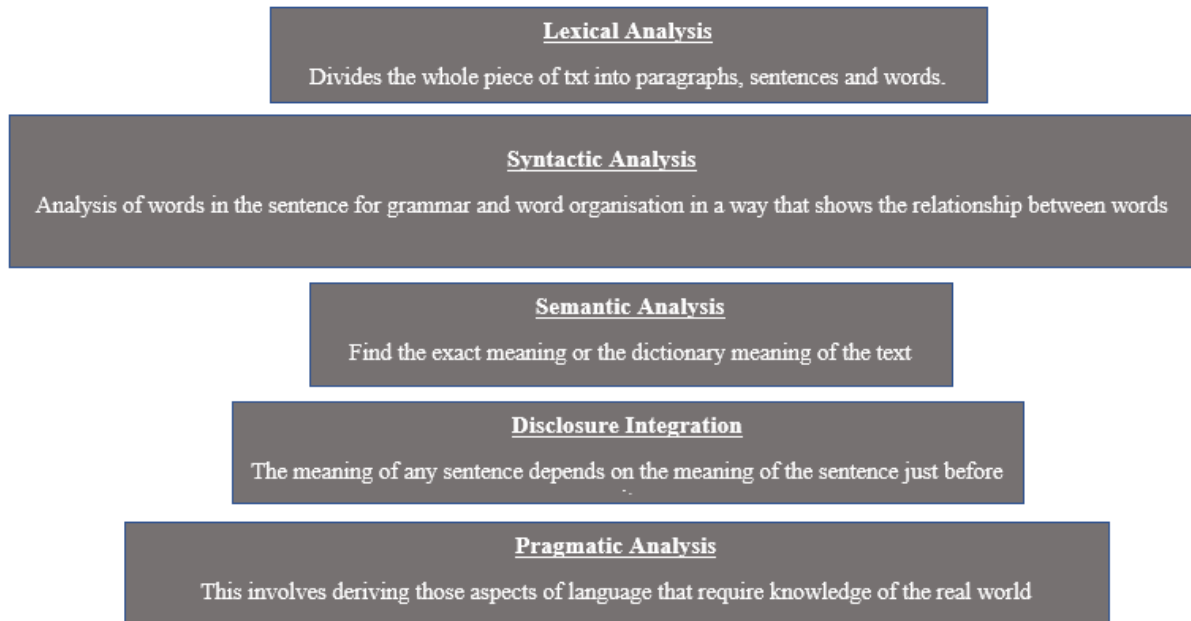 Lexical Analysis
Divides the whole piece of txt into paragraphs, sentences and words.
Syntactic Analysis
Analysis of words in the sentence for grammar and word organisation in a way that shows the relationship between words
Semantic Analysis
Find the exact meaning or the dictionary meaning of the text
Disclosure Integration
The meaning of any sentence depends on the meaning of the sentence just before
Pragmatic Analysis
This involves deriving those aspects of language that require knowledge of the real world